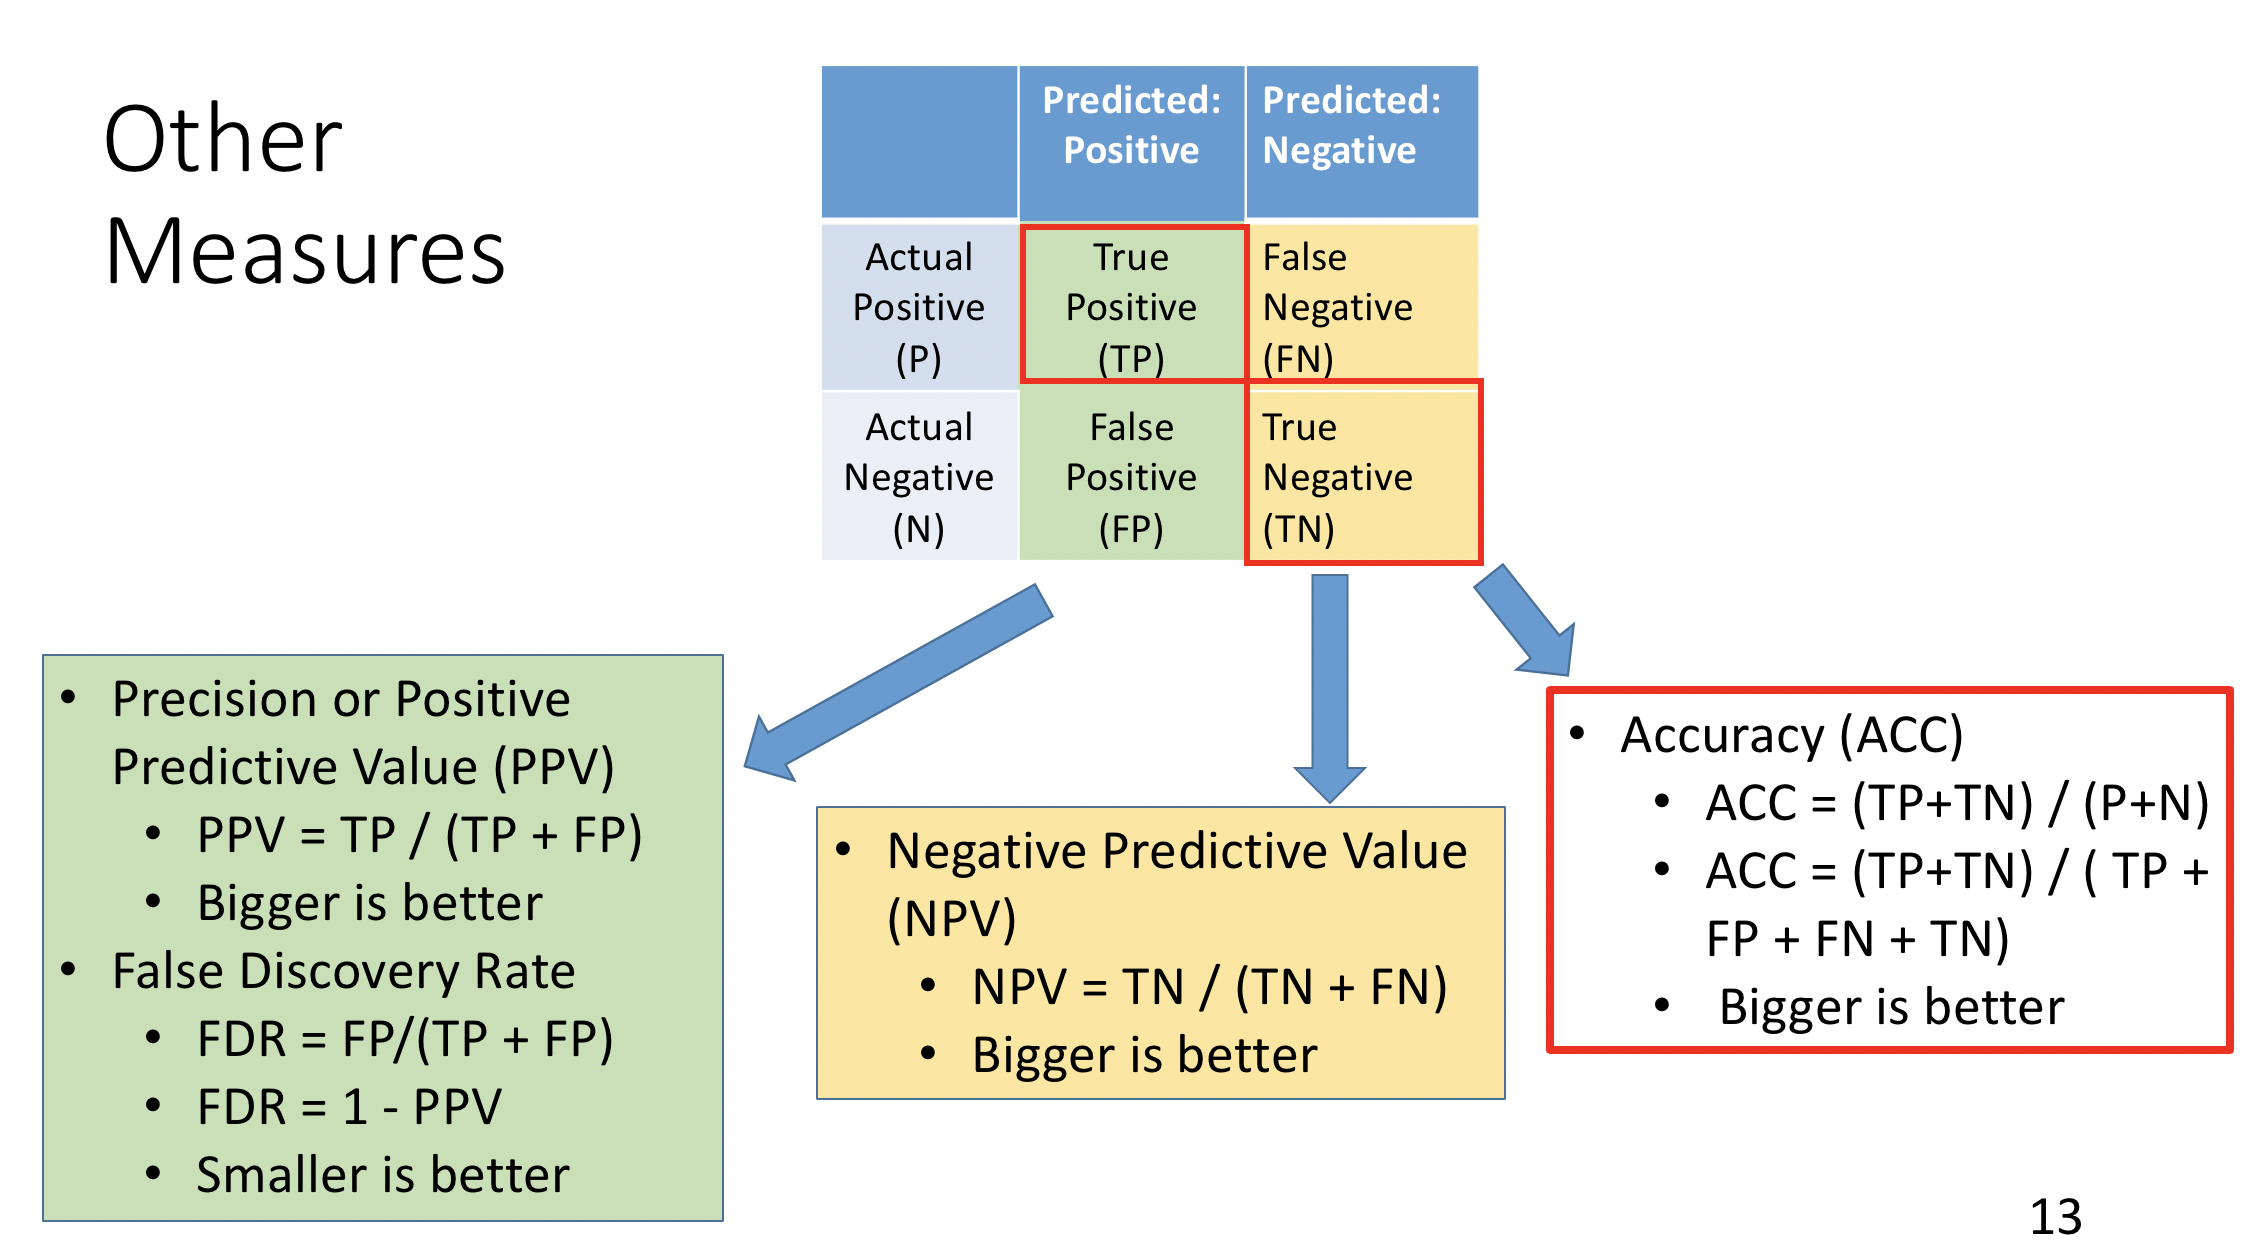 Other
Measures
Predicted:
Positive
Predicted:
Negative
Actual
Positive
(P)
True
Positive
(TP)
False
Negative
(FN)
Actual
Negative
(N)
False
Positive
(FP)
True
Negative
(TN)
• Precision or Positive
Predictive Value (PPV)
• PPV = TP / (TP + FP)
• Bigger is better
• False Discovery Rate
• FDR = FP/(TP + FP)
• FDR = 1 - PPV
• Smaller is better
• Negative Predictive Value
(NPV)
• NPV = TN / (TN + FN)
• Bigger is better
• Accuracy (ACC)
• ACC = (TP+TN) / (P+N)
• ACC = (TP+TN) / ( TP +
FP + FN + TN)
• Bigger is better
13